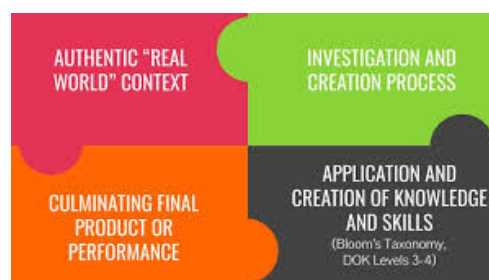 AUTHENTIC “REAL
WORLD” CONTEXT
INVESTIGATION AND
CREATION PROCESS
CULMINATING FINAL
PRODUCT OR
PERFORMANCE
APPLICATION AND
CREATION OF KNOWLEDGE
AND SKILLS
(Bloom's Taxonomy,
DOK Levels 3-4)